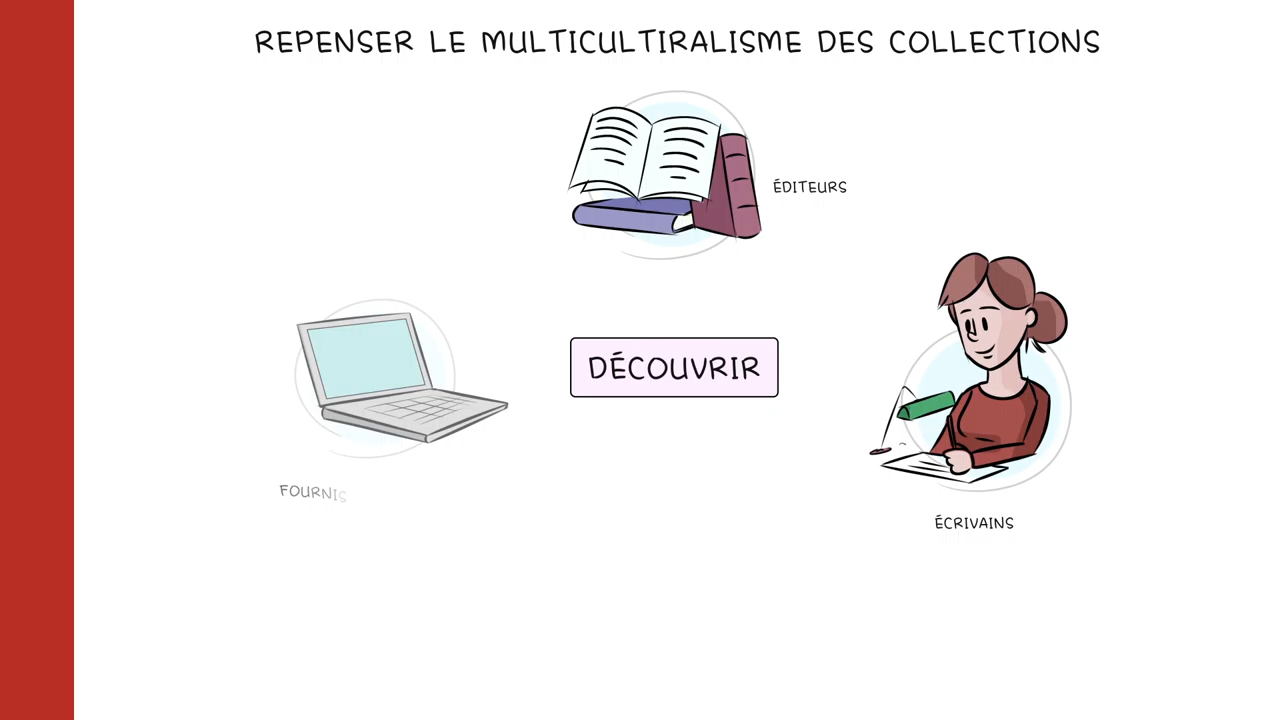 REPENSER LE MULTICULTIRALISME DES COLLECTIONS
ÉDITEURS
DÉCOUVRIR
FOURNIS
ÉCRIVAINS